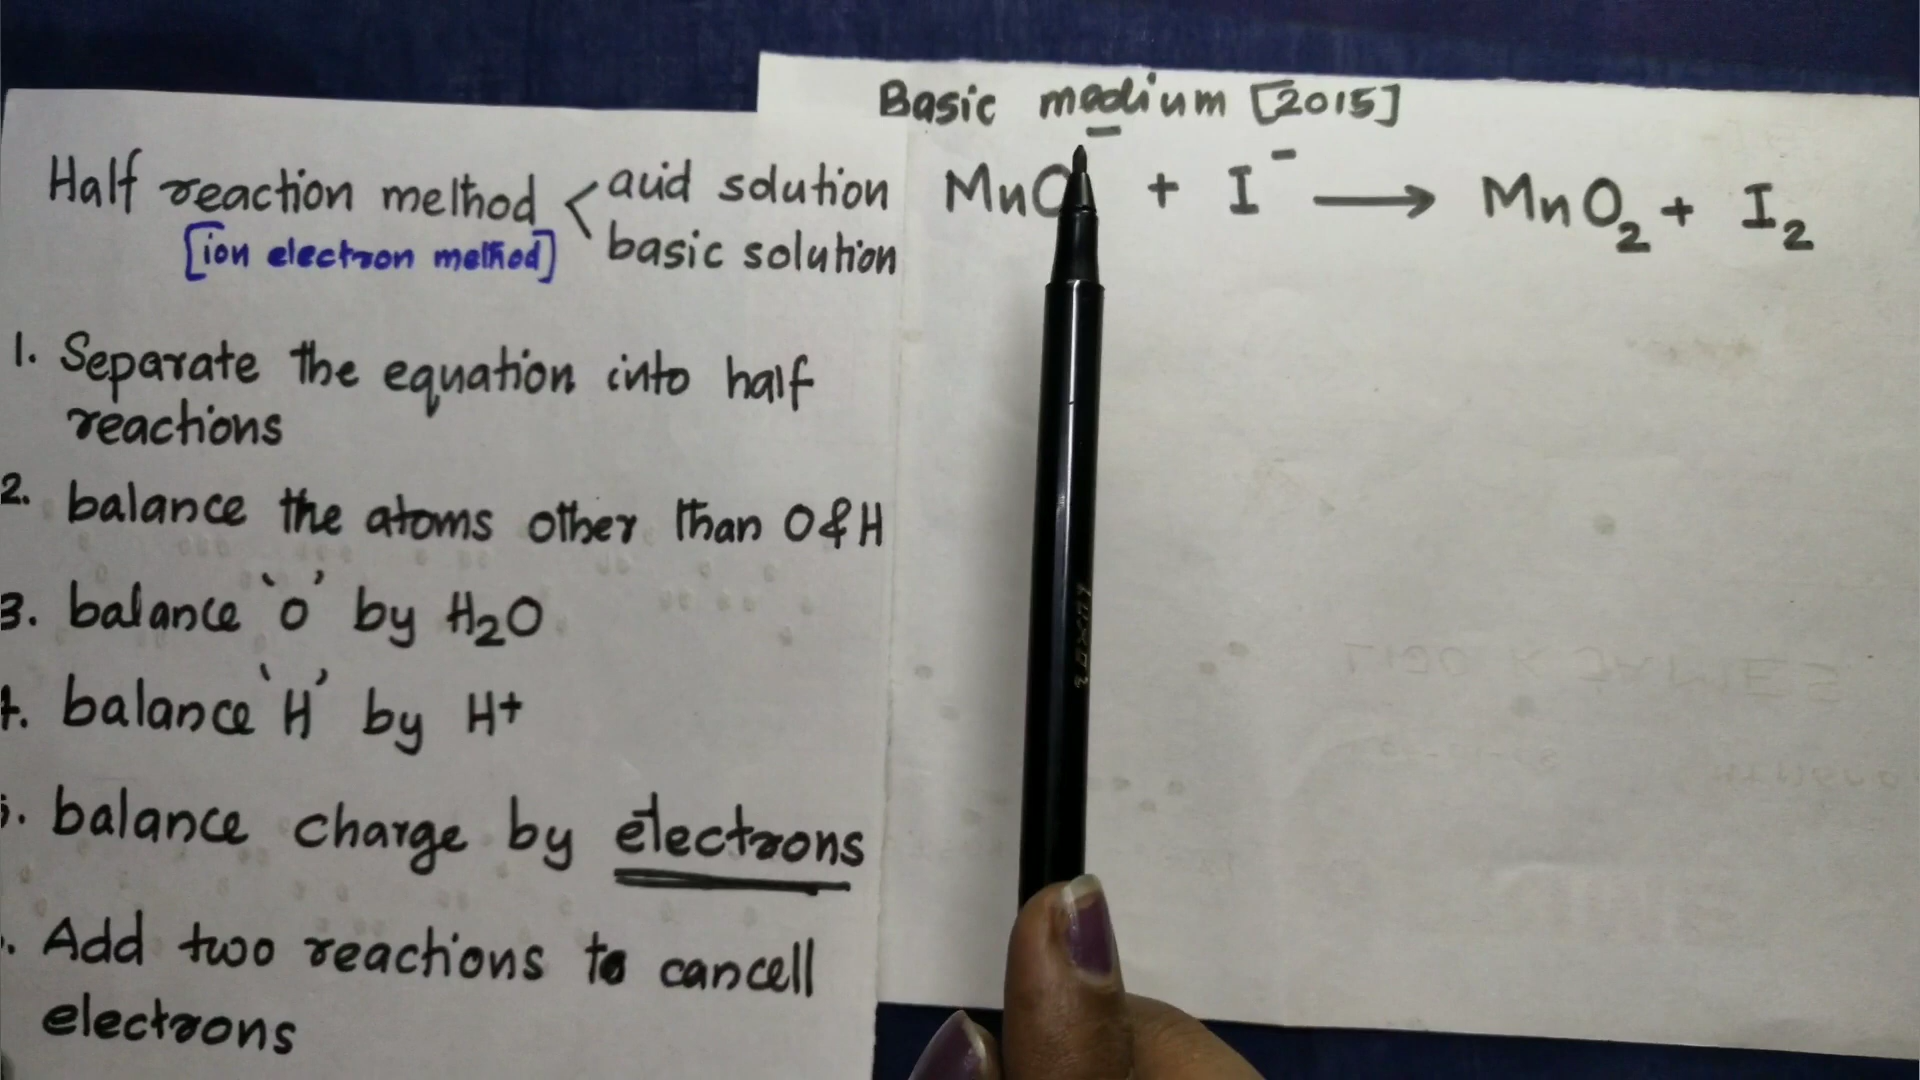 Basic medium [2015]
Half reaction method < acid solution
basic solution
[ion electron method]
MnO - + I - → MnO2 + I2
1. Separate the equation into half
reactions
2. balance the atoms other than O & H
3. balance 'O' by H2O
4. balance 'H' by H+
5. balance charge by electrons
. Add two reactions to cancell
electrons
LUXOR